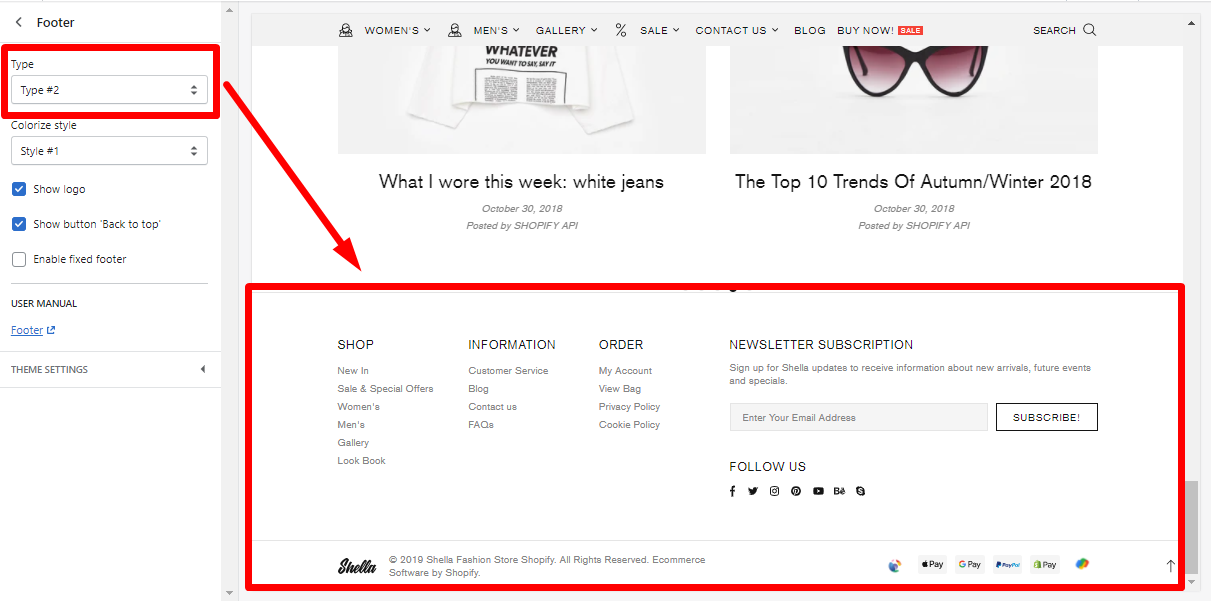 Footer
Type
Type #2
Colorize style
Style #1
Show logo
Show button 'Back to top'
Enable fixed footer
USER MANUAL
Footer
THEME SETTINGS
WOMEN'S MEN'S GALLERY % SALE CONTACT US BLOG BUY NOW! SALE SEARCH
WHATEVER
YOU WANT TO SAY, SAY IT
What I wore this week: white jeans
October 30, 2018
Posted by SHOPIFY API
The Top 10 Trends Of Autumn/Winter 2018
October 30, 2018
Posted by SHOPIFY API
SHOP
New In
Sale & Special Offers
Women's
Men's
Gallery
Look Book
INFORMATION
Customer Service
Blog
Contact us
FAQs
ORDER
My Account
View Bag
Privacy Policy
Cookie Policy
NEWSLETTER SUBSCRIPTION
Sign up for Shella updates to receive information about new arrivals, future events
and specials.
Enter Your Email Address
SUBSCRIBE!
FOLLOW US
Bē
Shella
© 2019 Shella Fashion Store Shopify. All Rights Reserved. Ecommerce
Software by Shopify.
Pay G Pay PayPal Pay